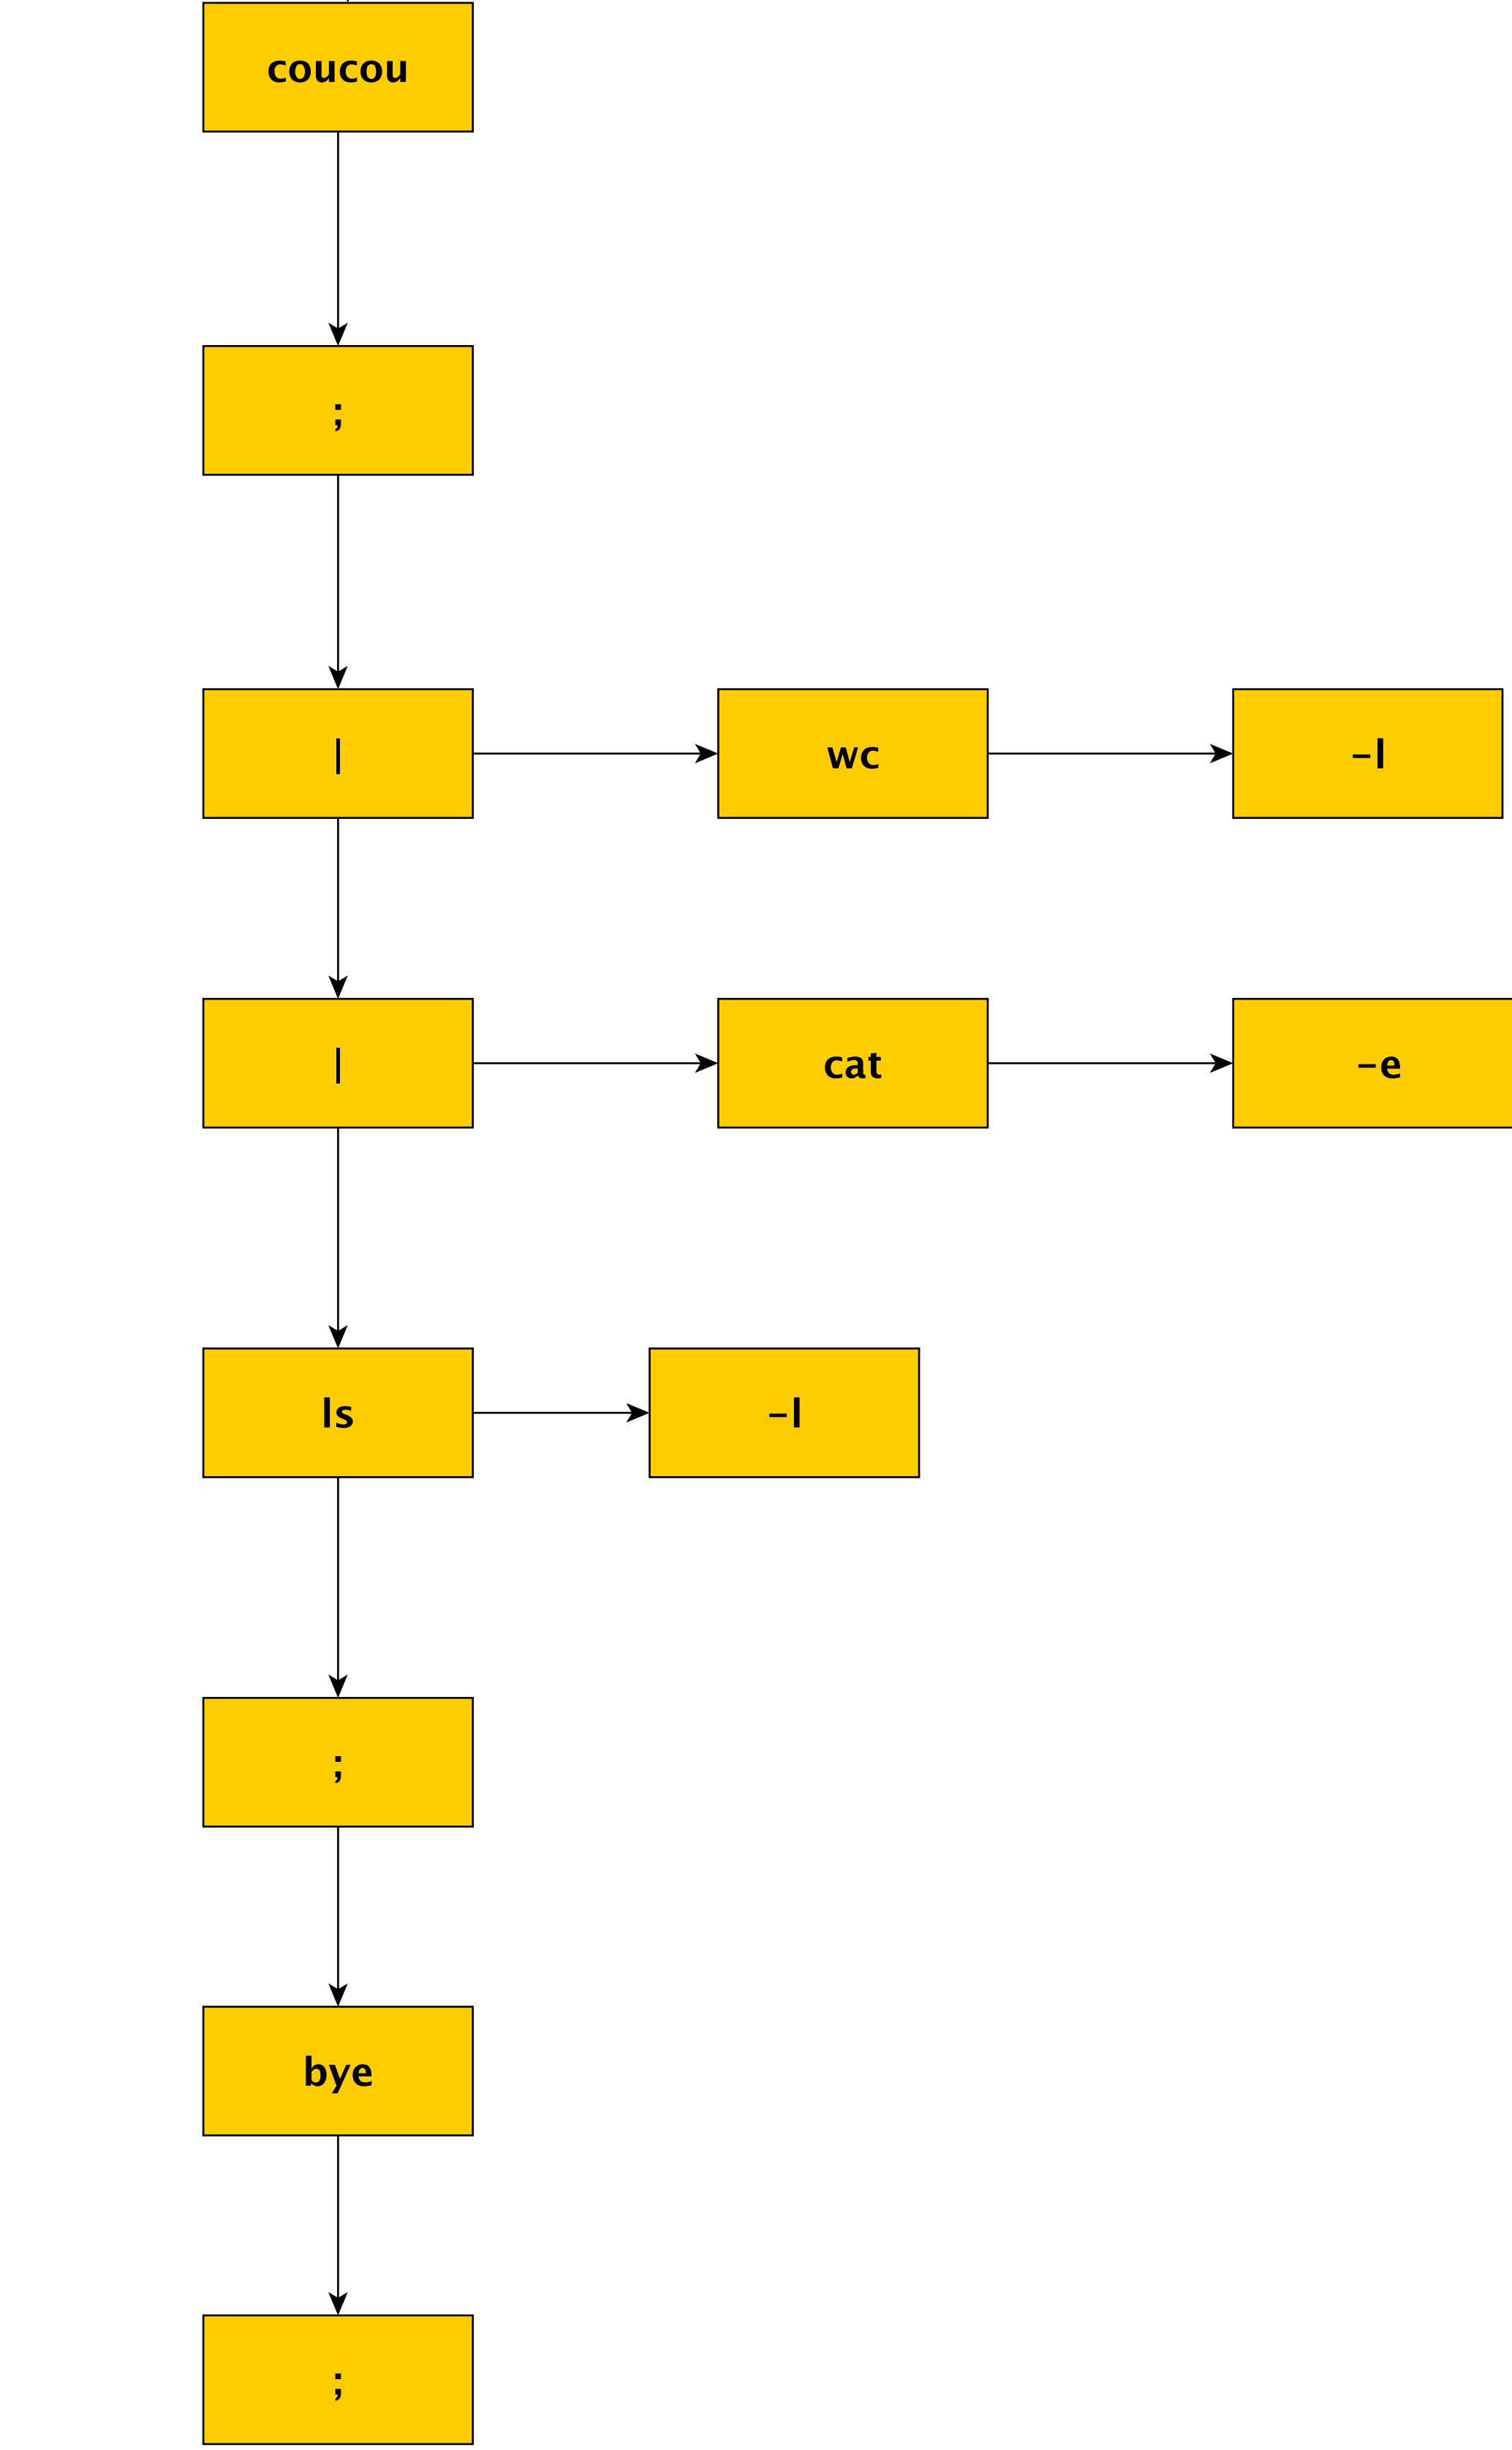 coucou
;
| wc -l
| cat -e
ls -l
;
bye
;